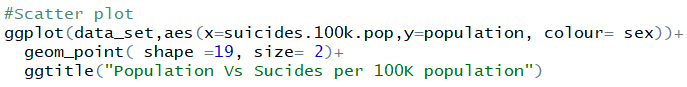 #Scatter plot
ggplot(data_set,aes(x=suicides.100k.pop,y=population, colour= sex))+
  geom_point( shape =19, size= 2)+
  ggtitle("Population Vs Sucides per 100K population")